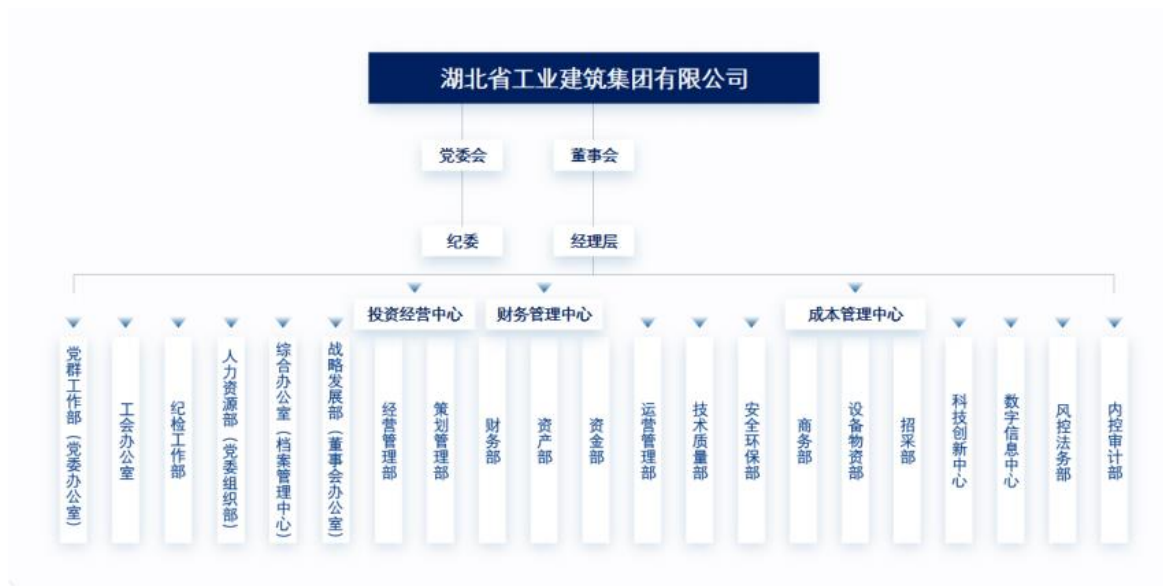 湖北省工业建筑集团有限公司
党委会
董事会
纪委
经理层
投资经营中心
财务管理中心
成本管理中心
党群工作部（党委办公室）
工会办公室
纪检工作部
人力资源部（党委组织部）
综合办公室（档案管理中心）
战略发展部（董事会办公室）
经营管理部
策划管理部
财务部
资产部
资金部
运营管理部
技术质量部
安全环保部
商务部
设备物资部
招采部
科技创新中心
数字信息中心
风控法务部
内控审计部